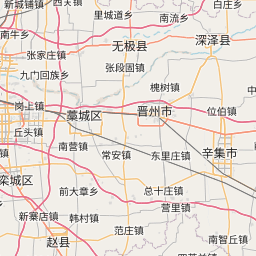 新城铺镇
白庄乡
里城道乡
南流乡
南牛乡
无极县
深泽县
张家庄镇
张段固镇
九门回族乡
槐树镇
岗上镇
藁城区
晋州市
位伯镇
丘头镇
南营镇
常安镇
东里庄镇
辛集市
栾城区
前大章乡
总十庄镇
营里镇
新寨店镇
韩村镇
范庄镇
南智丘镇
赵县